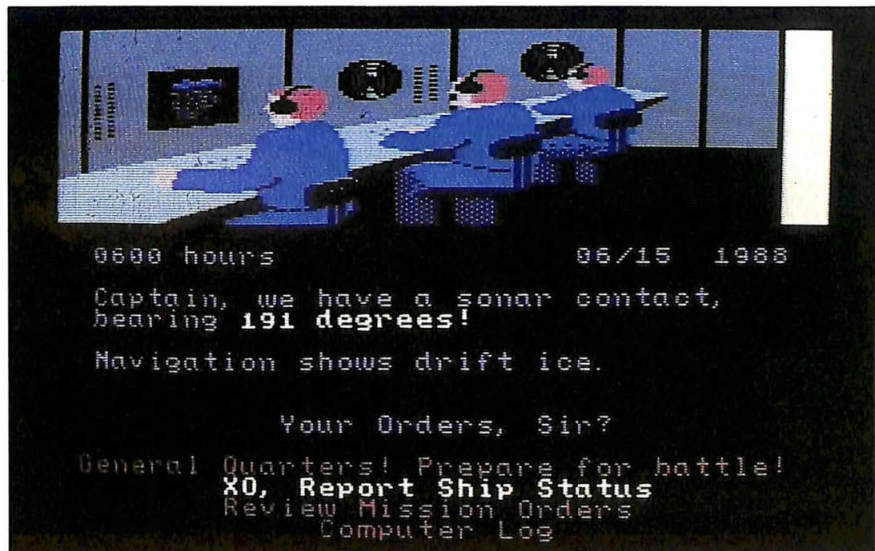 0600 hours 06/15 1988
Captain, we have a sonar contact,
bearing 191 degrees!
Navigation shows drift ice.
Your Orders, Sir?
General Quarters! Prepare for battle!
XO, Report Ship Status
Review Mission Orders
Computer Log